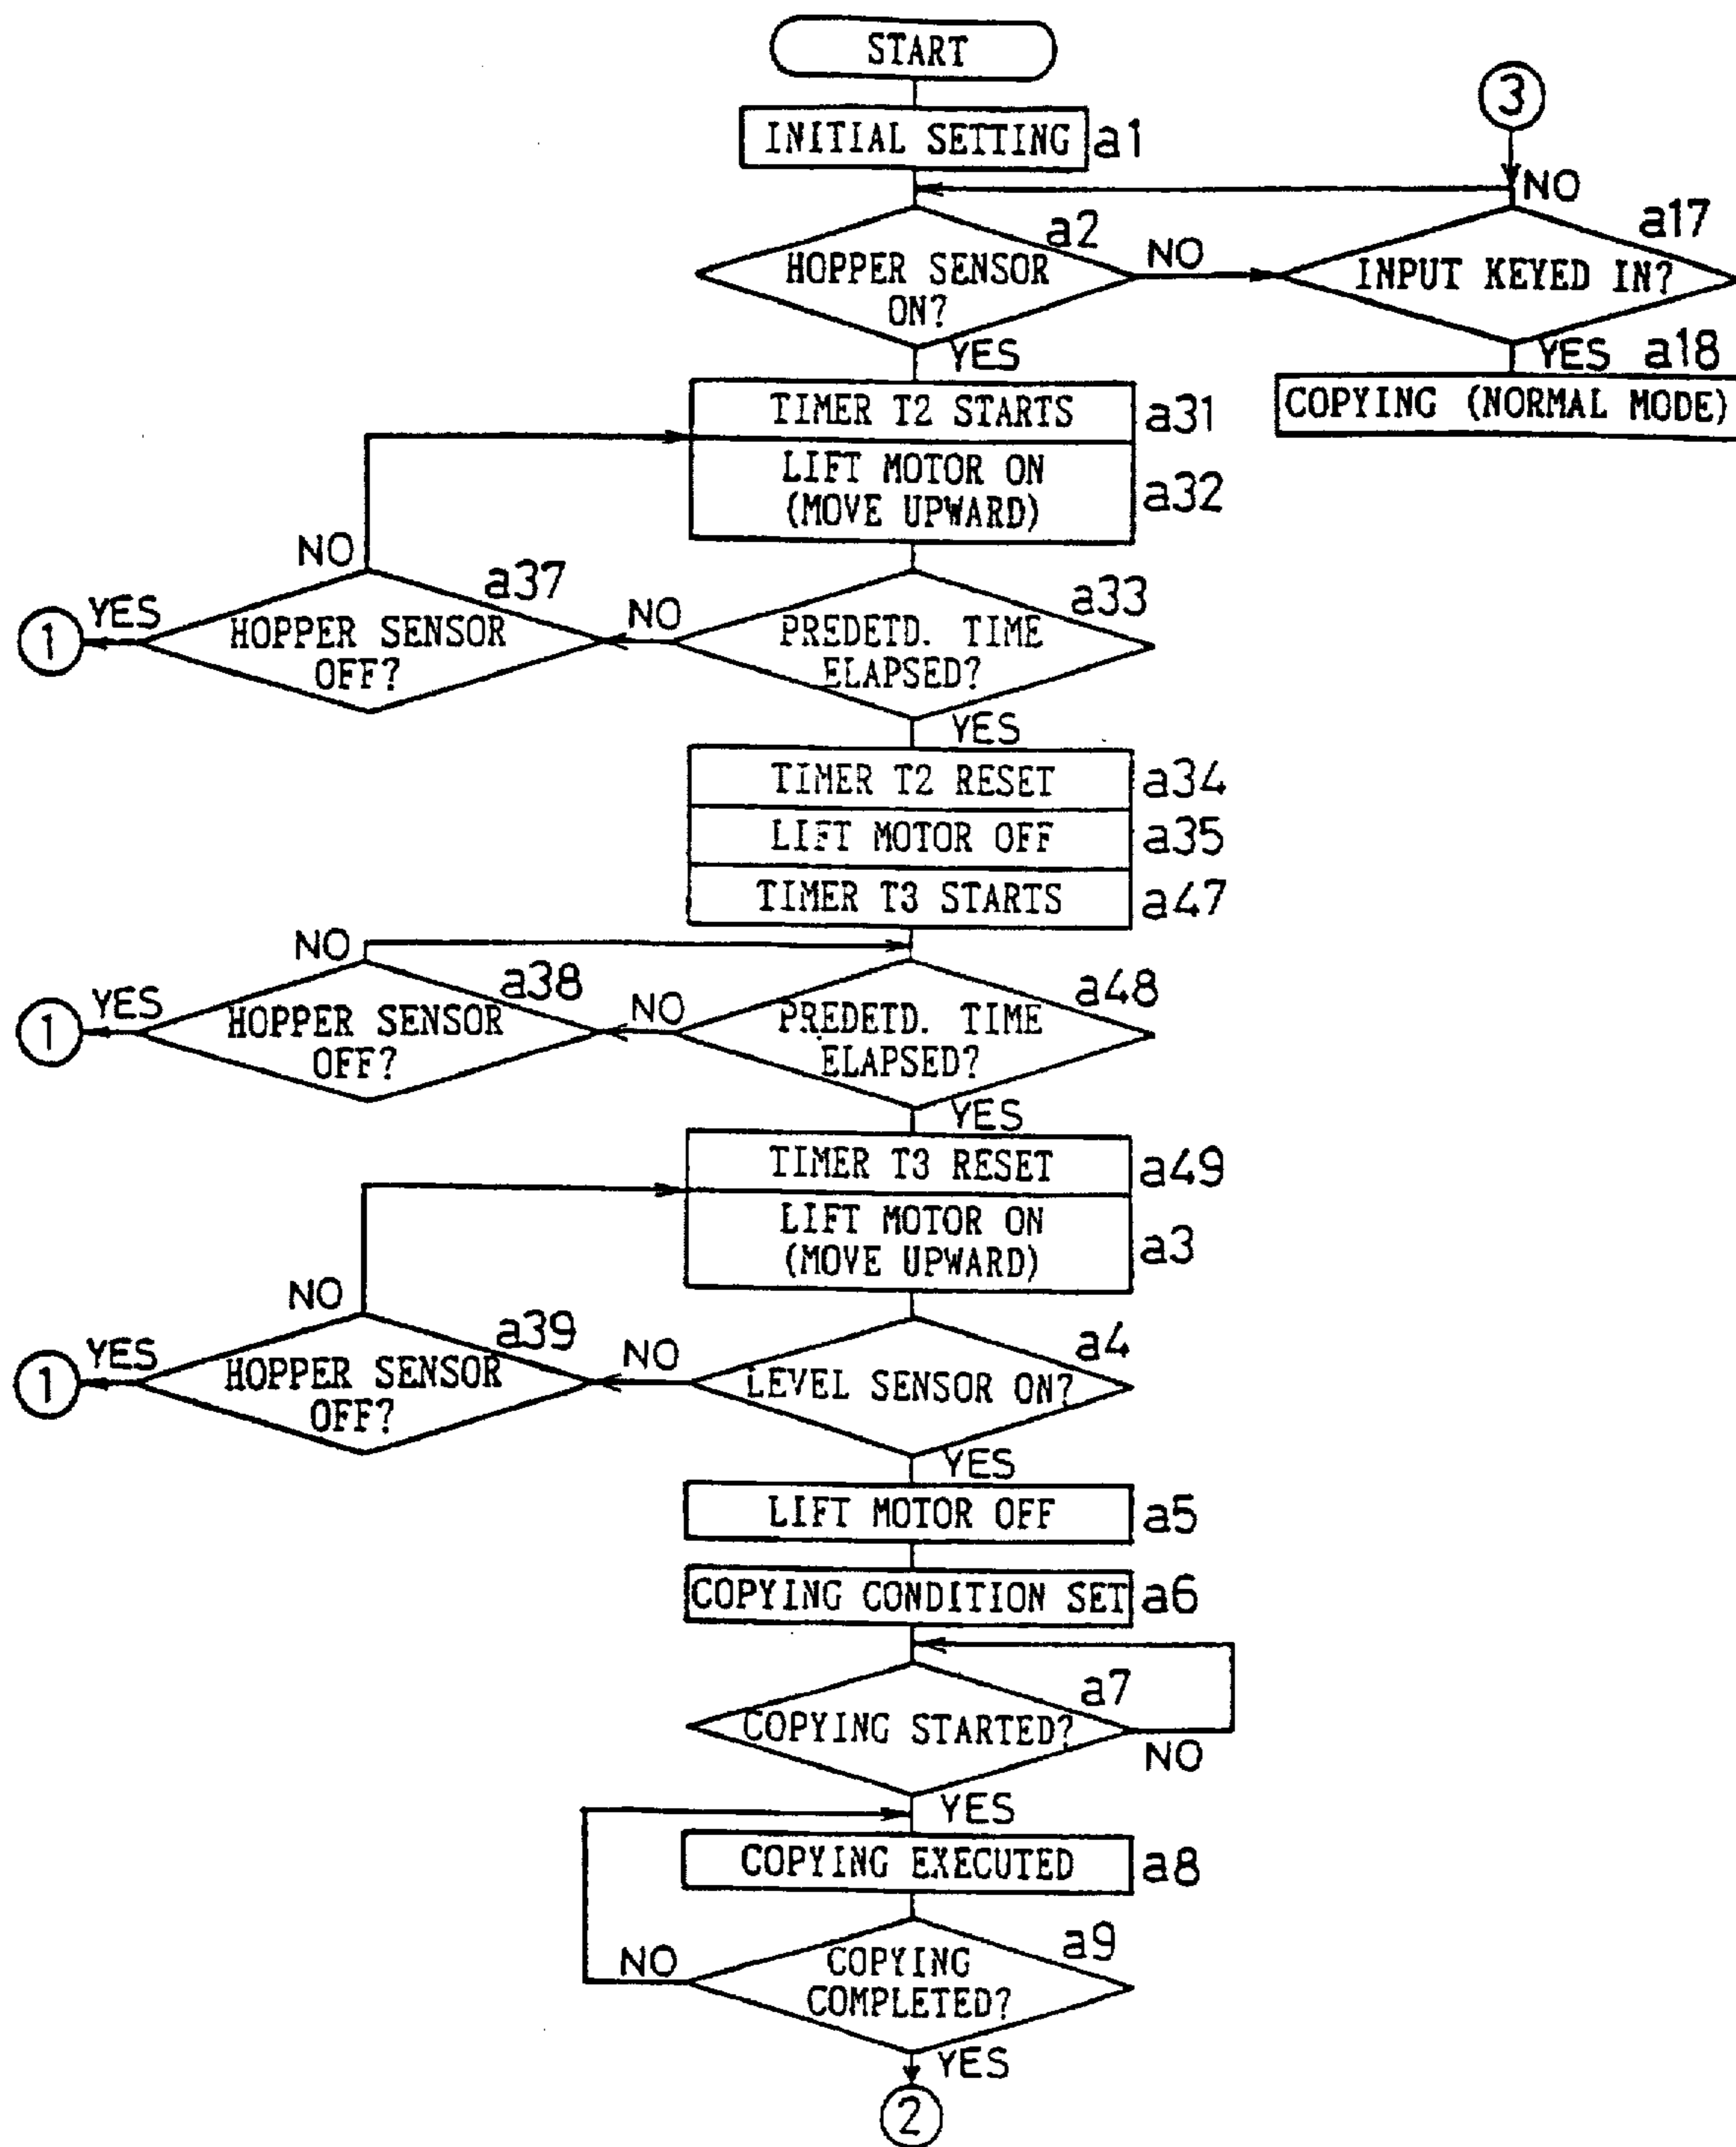 START
3
INITIAL SETTING
a1
NO
a2
a17
HOPPER SENSOR
ON?
NO
INPUT KEYED IN?
YES
YES
a18
TIMER T2 STARTS
a31
COPYING (NORMAL MODE)
LIFT MOTOR ON
(MOVE UPWARD)
a32
NO
a37
a33
1
YES
HOPPER SENSOR
OFF?
NO
PREDETD. TIME
ELAPSED?
YES
TIMER T2 RESET
a34
LIFT MOTOR OFF
a35
TIMER T3 STARTS
a47
NO
a38
a48
1
YES
HOPPER SENSOR
OFF?
NO
PREDETD. TIME
ELAPSED?
YES
TIMER T3 RESET
a49
LIFT MOTOR ON
(MOVE UPWARD)
a3
NO
a39
a4
1
YES
HOPPER SENSOR
OFF?
NO
LEVEL SENSOR ON?
YES
LIFT MOTOR OFF
a5
COPYING CONDITION SET
a6
a7
COPYING STARTED?
NO
YES
COPYING EXECUTED
a8
a9
NO
COPYING
COMPLETED?
YES
2